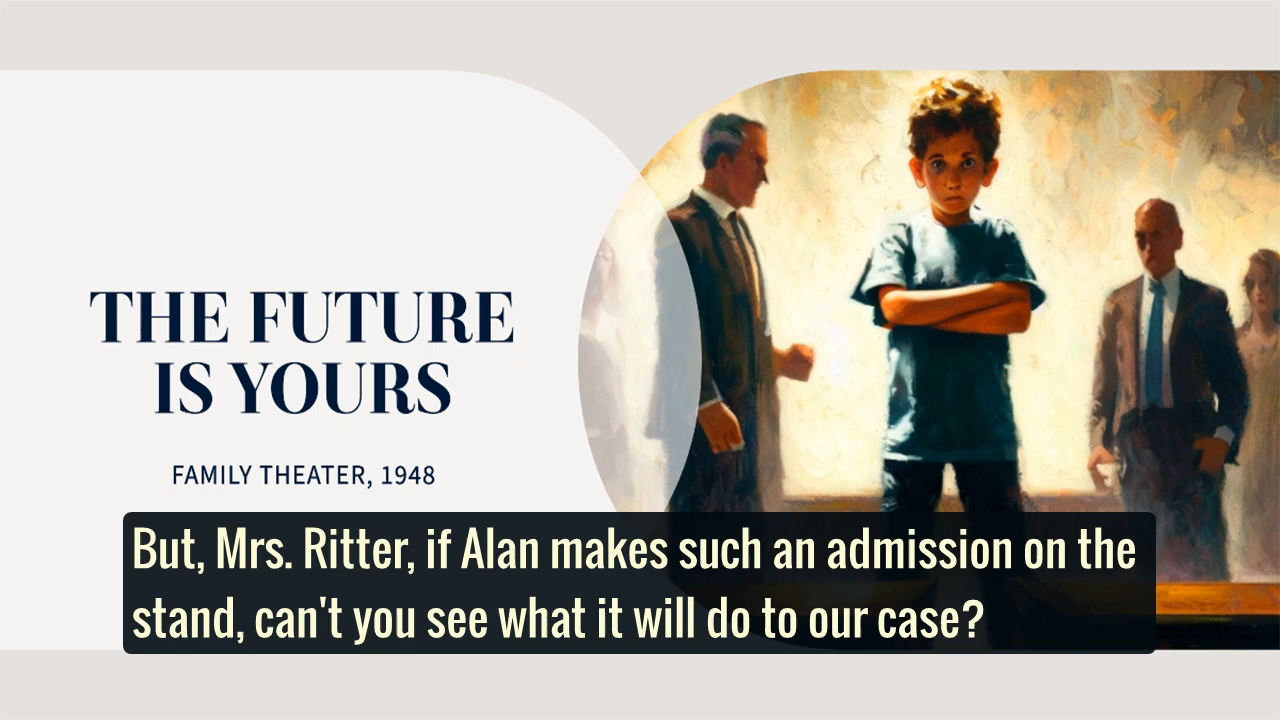 THE FUTURE
IS YOURS
FAMILY THEATER, 1948
But, Mrs. Ritter, if Alan makes such an admission on the
stand, can't you see what it will do to our case?